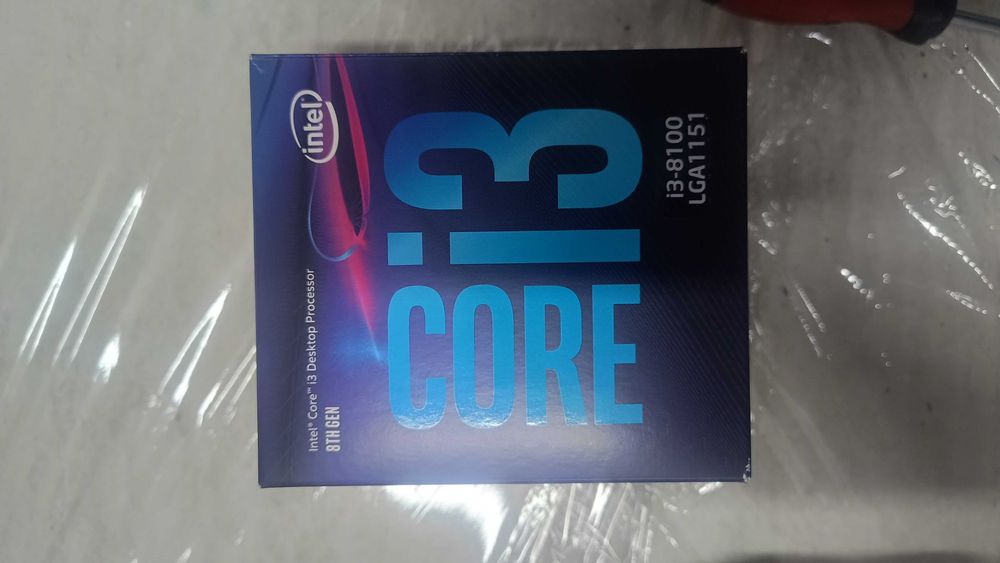 Intel® Core™ i3 Desktop Processor
8TH GEN
intel®
CORE i3
i3-8100
LGA1151